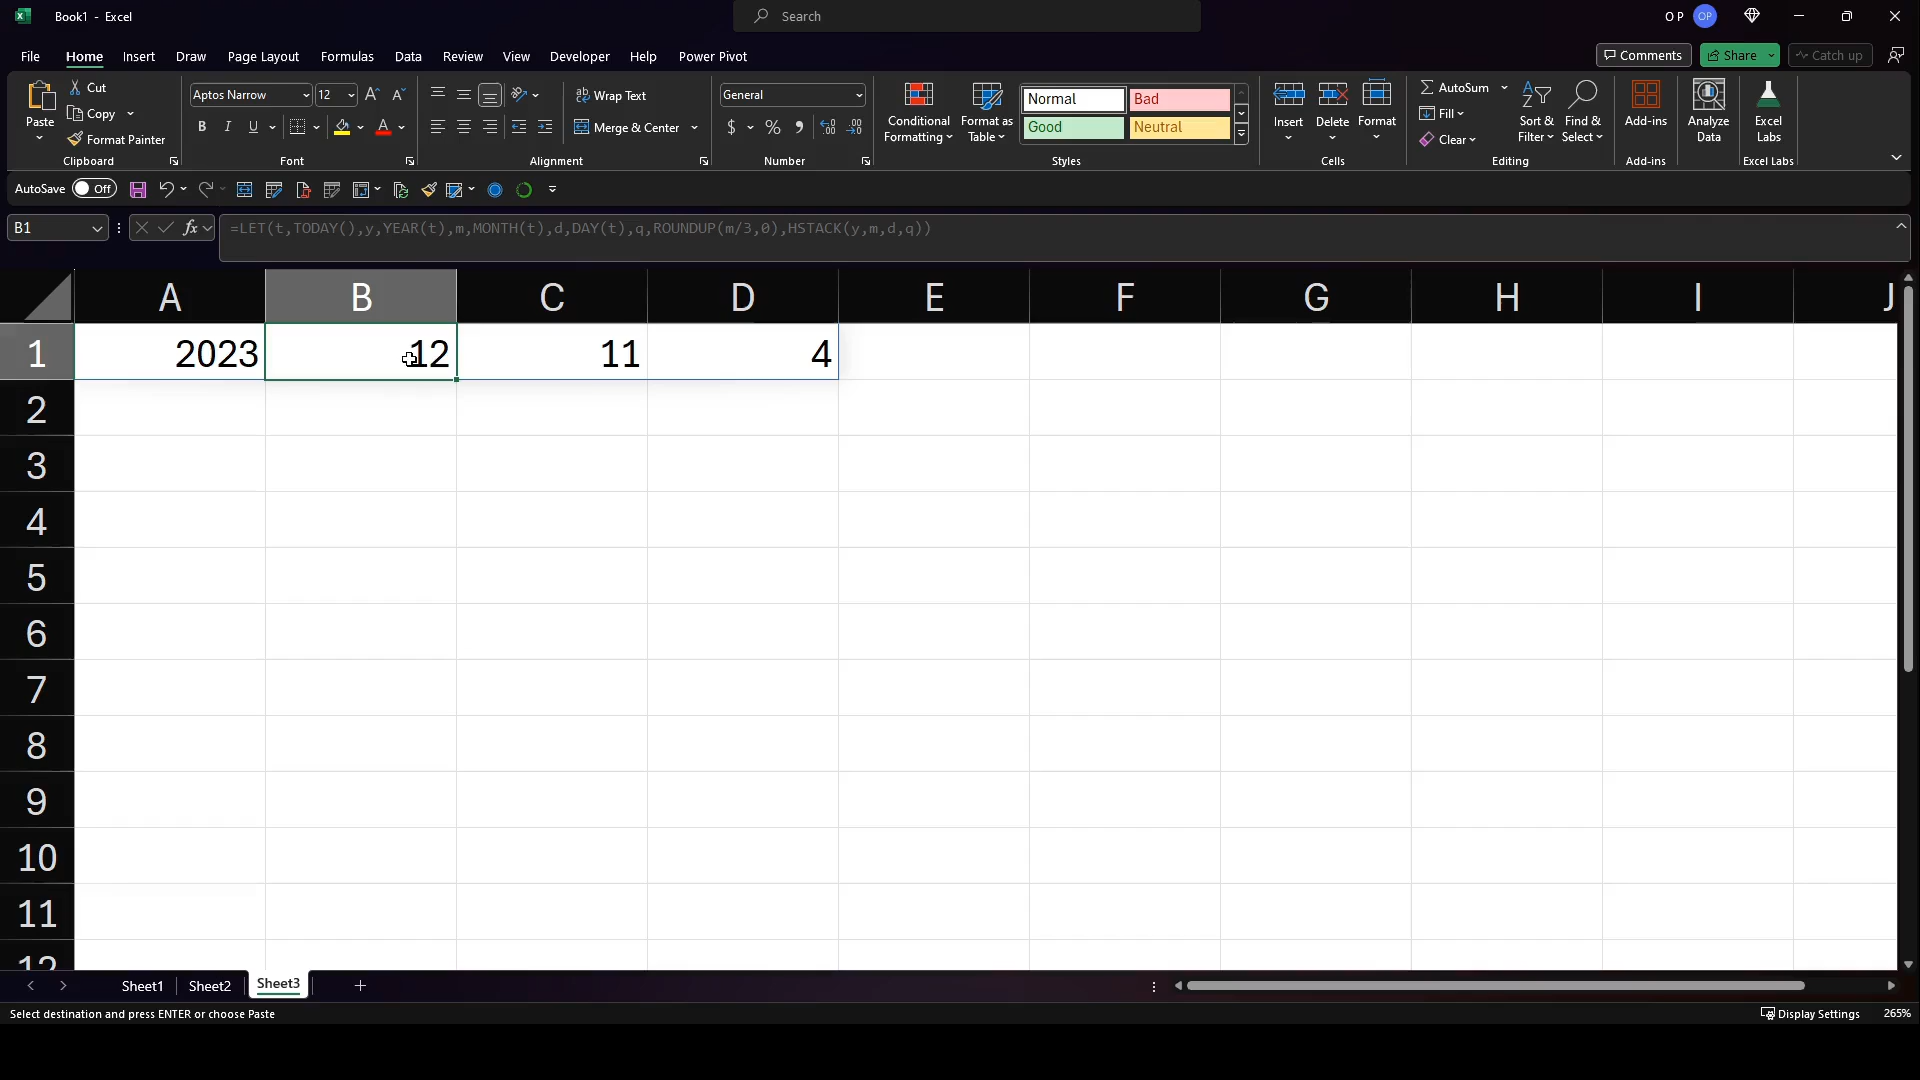 Book1 - Excel
Search
O P
OP
File Home Insert Draw Page Layout Formulas Data Review View Developer Help Power Pivot
Comments
Share
Catch up
Paste
Cut
Copy
Format Painter
Clipboard
Aptos Narrow
12
B I U
Font
Wrap Text
Merge & Center
Alignment
General
$ % ,
Number
Conditional Formatting
Format as Table
Normal
Bad
Good
Neutral
Styles
Insert
Delete
Format
Cells
AutoSum
Fill
Clear
Sort & Filter
Find & Select
Editing
Add-ins
Add-ins
Analyze Data
Excel Labs
Excel Labs
AutoSave Off
B1
fx
=LET(t,TODAY(),y,YEAR(t),m,MONTH(t),d,DAY(t),q,ROUNDUP(m/3,0),HSTACK(y,m,d,q))
A B C D E F G H I J
1 2023 12 11 4
2
3
4
5
6
7
8
9
10
11
12
Sheet1 Sheet2 Sheet3
Select destination and press ENTER or choose Paste
Display Settings
265%